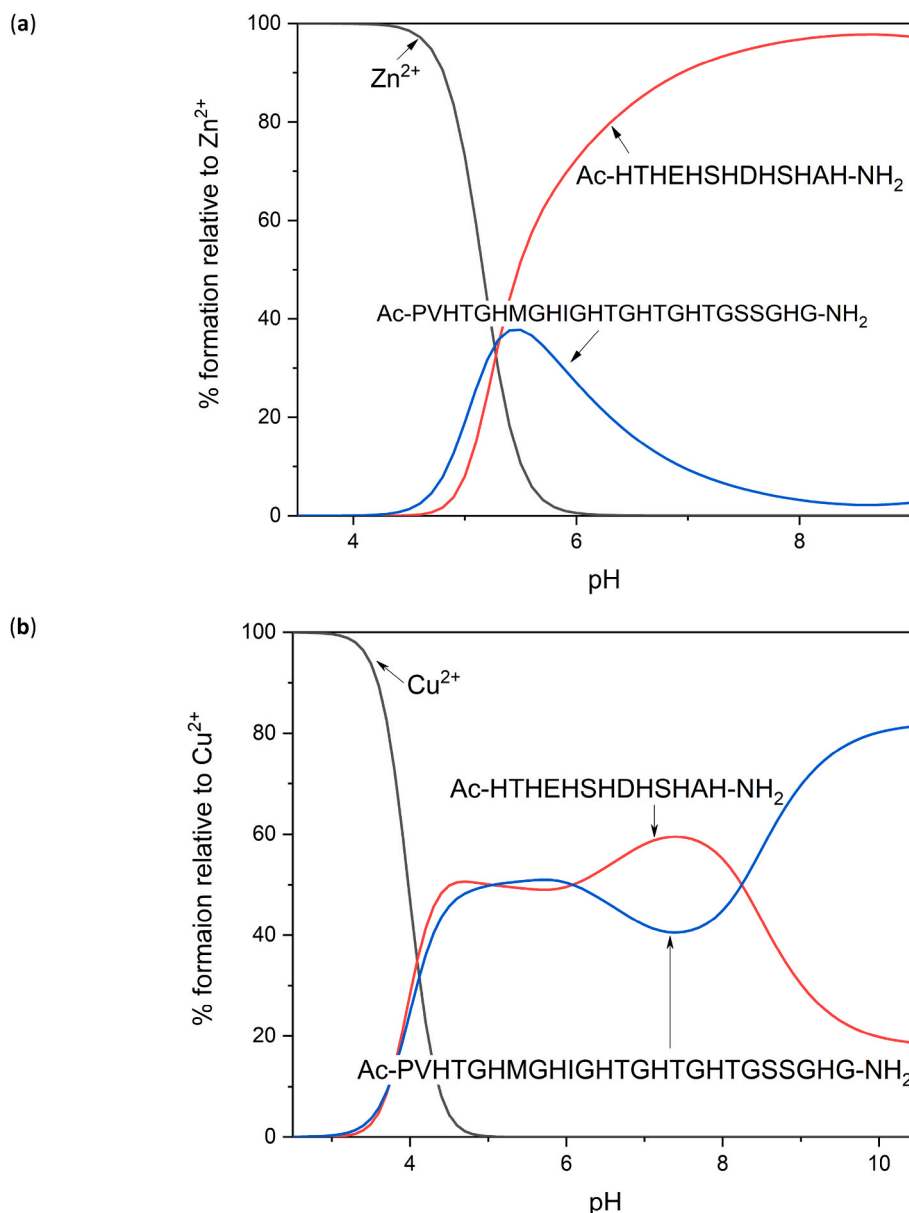 (a)
% formation relative to Zn²⁺
100
80
60
40
20
0
Zn²⁺
Ac-HTHEHSHDHSHAH-NH₂
Ac-PVHTGHMGHIGHTGHTGHTGSSGHG-NH₂
4
6
8
pH
(b)
% formaion relative to Cu²⁺
100
80
60
40
20
0
Cu²⁺
Ac-HTHEHSHDHSHAH-NH₂
Ac-PVHTGHMGHIGHTGHTGHTGSSGHG-NH₂
4
6
8
10
pH